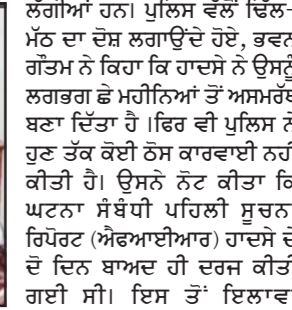 ਲੱਗੀਆਂ ਹਨ। ਪੁਲਿਸ ਵੱਲੋਂ ਢਿੱਲ-
ਮੱਠ ਦਾ ਦੋਸ਼ ਲਗਾਉਂਦੇ ਹੋਏ, ਭਵਨ
ਗੌਤਮ ਨੇ ਕਿਹਾ ਕਿ ਹਾਦਸੇ ਨੇ ਉਸਨੂੰ
ਲਗਭਗ ਛੇ ਮਹੀਨਿਆਂ ਤੋਂ ਅਸਮਰੱਥ
ਬਣਾ ਦਿੱਤਾ ਹੈ ।ਫਿਰ ਵੀ ਪੁਲਿਸ ਨੇ
ਹੁਣ ਤੱਕ ਕੋਈ ਠੋਸ ਕਾਰਵਾਈ ਨਹੀਂ
ਕੀਤੀ ਹੈ। ਉਸਨੇ ਨੋਟ ਕੀਤਾ ਕਿ
ਘਟਨਾ ਸੰਬੰਧੀ ਪਹਿਲੀ ਸੂਚਨਾ
ਰਿਪੋਰਟ (ਐਫਆਈਆਰ) ਹਾਦਸੇ ਦੇ
ਦੋ ਦਿਨ ਬਾਅਦ ਹੀ ਦਰਜ ਕੀਤੀ
ਗਈ ਸੀ। ਇਸ ਤੋਂ ਇਲਾਵਾ